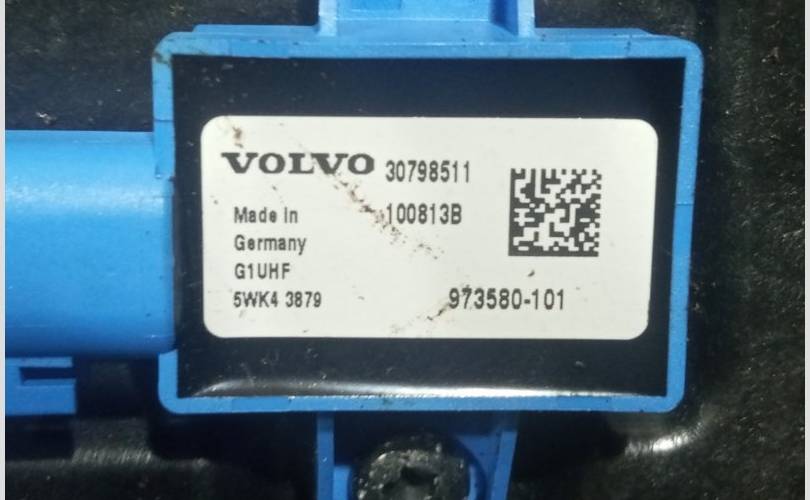 VOLVO 30798511
Made In 100813B
Germany
G1UHF
5WK4 3879 973580-101